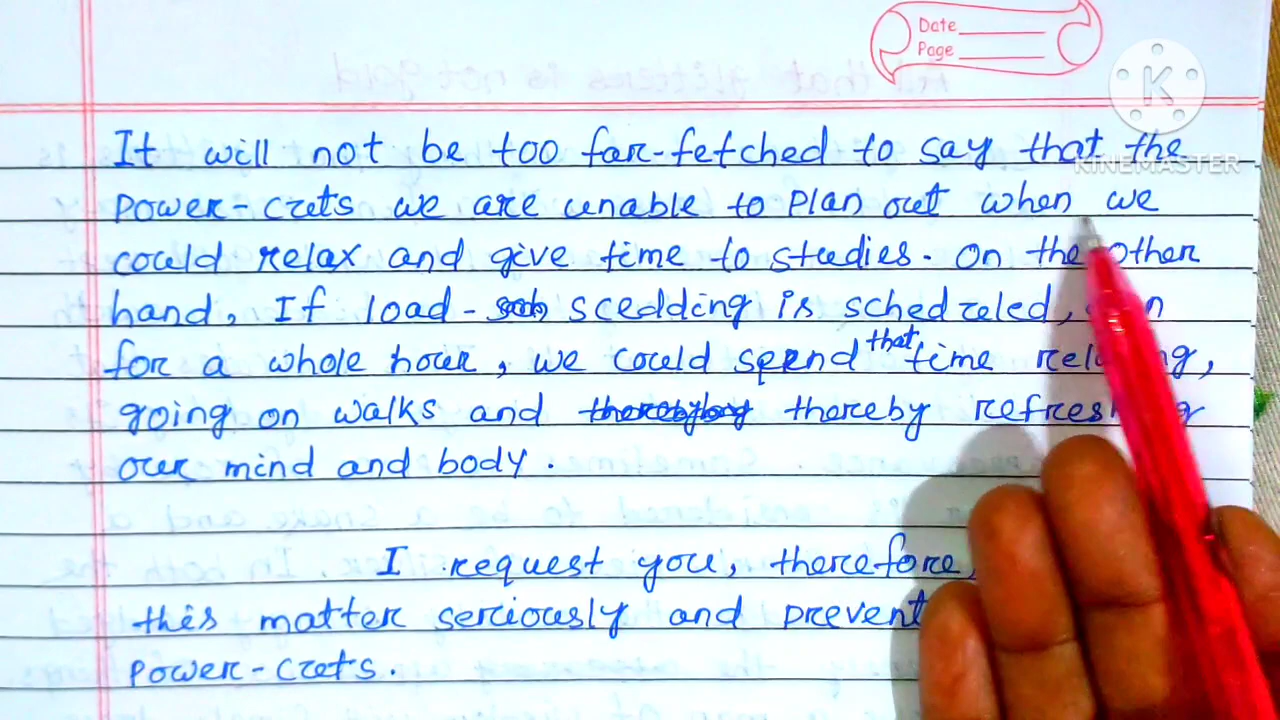 Date
Page
K
KINEMASTER
It will not be too far-fetched to say that the
Power-cuts we are unable to plan out when we
could relax and give time to studies. On the other
hand, If load - scedding is scheduled,
for a whole hour, we could spend that time relaxing,
going on walks and thereby refreshing
our mind and body.
I request you, therefore,
this matter seriously and prevent
power-cuts.